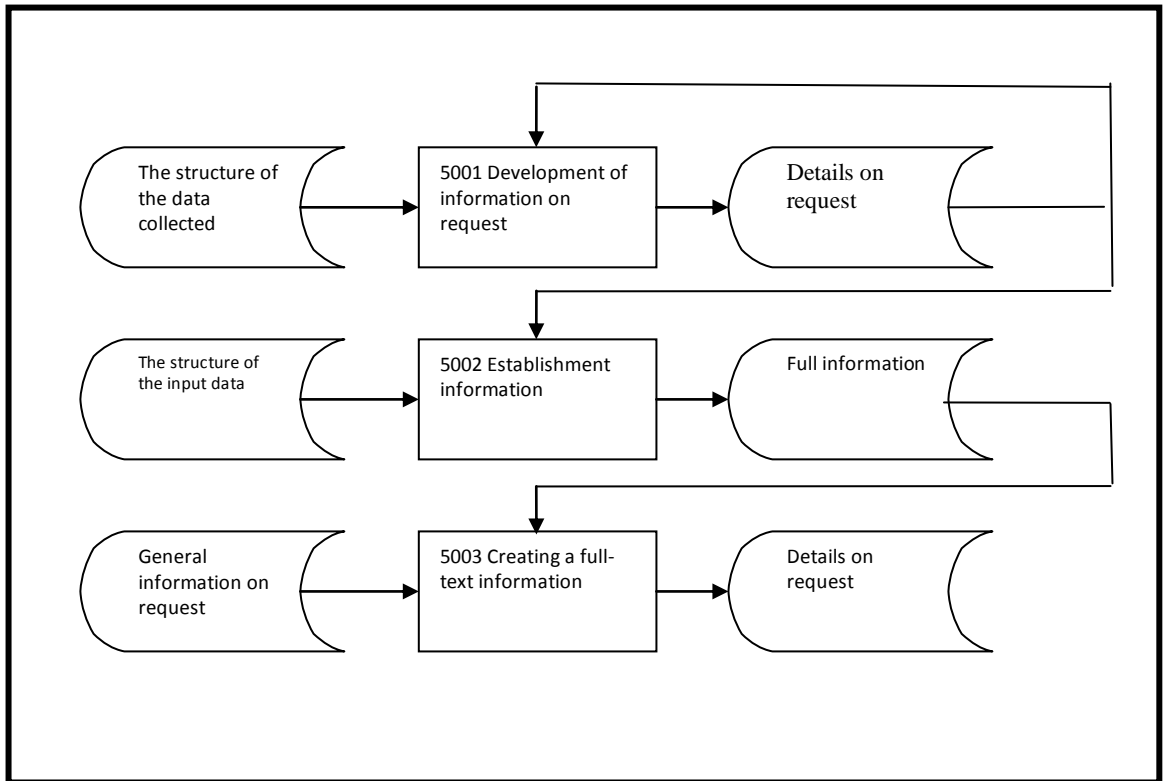 The structure of
the data
collected
5001 Development of
information on
request
Details on
request
The structure of
the input data
5002 Establishment
information
Full information
General
information on
request
5003 Creating a full-
text information
Details on
request